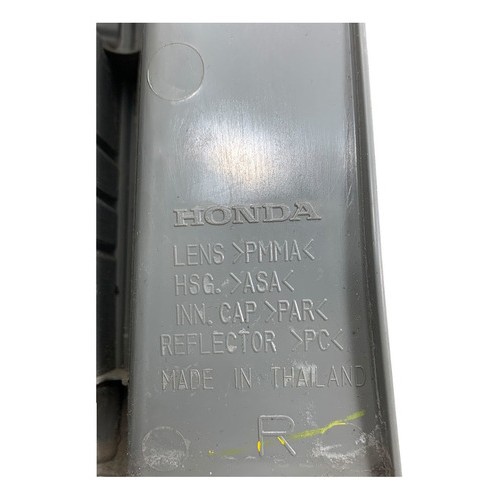 HONDA
LENS >PMMA<
HSG. >ASA<
INN. CAP >PAR<
REFLECTOR >PC<
MADE IN THAILAND
R